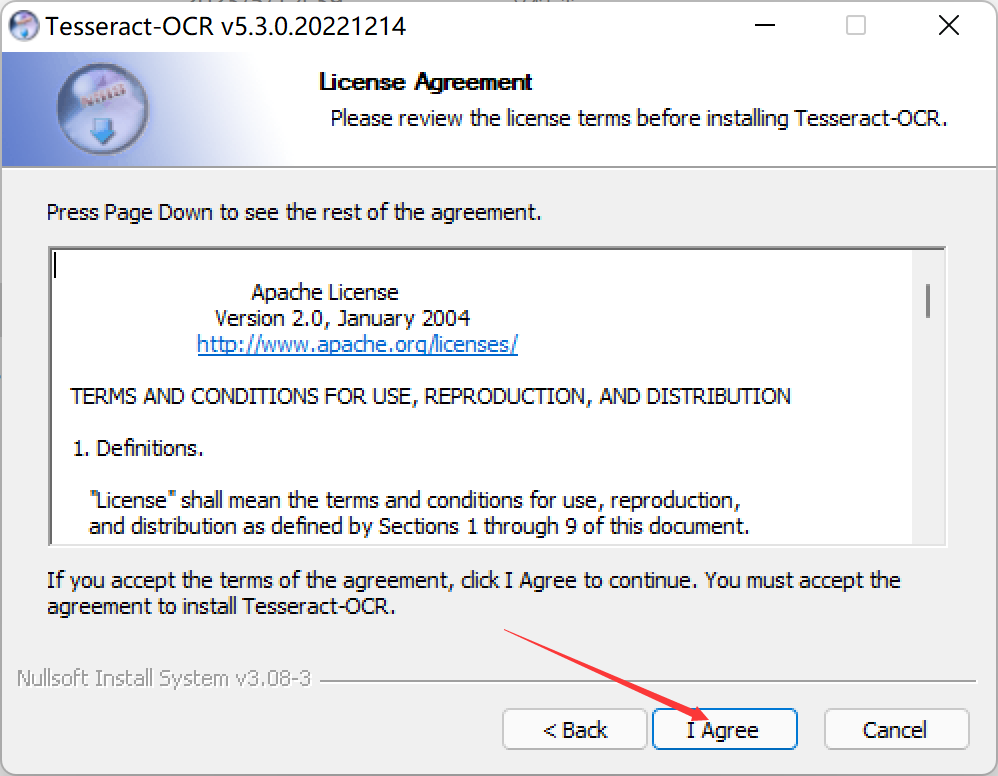 Tesseract-OCR v5.3.0.20221214
License Agreement
Please review the license terms before installing Tesseract-OCR.
Press Page Down to see the rest of the agreement.
Apache License
Version 2.0, January 2004
http://www.apache.org/licenses/
TERMS AND CONDITIONS FOR USE, REPRODUCTION, AND DISTRIBUTION
1. Definitions.
"License" shall mean the terms and conditions for use, reproduction,
and distribution as defined by Sections 1 through 9 of this document.
If you accept the terms of the agreement, click I Agree to continue. You must accept the
agreement to install Tesseract-OCR.
Nullsoft Install System v3.08-3
< Back
I Agree
Cancel